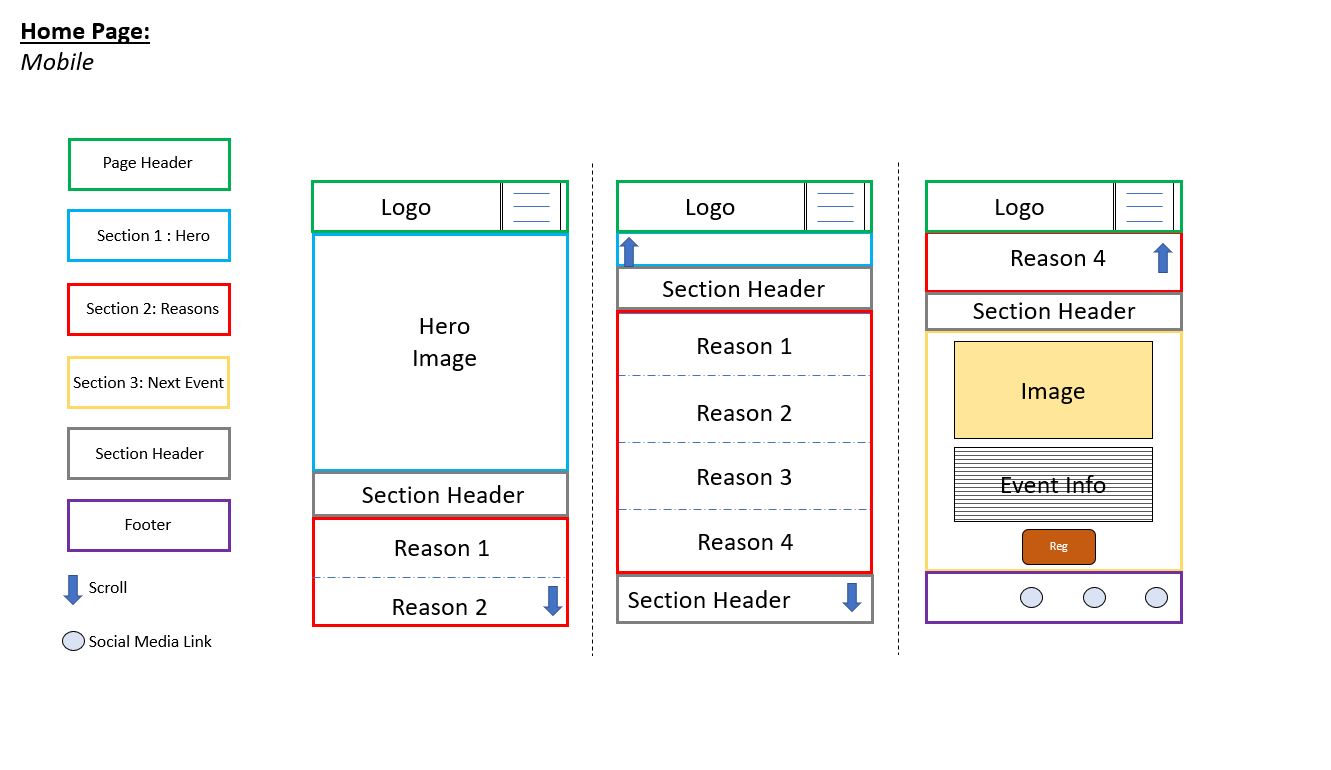 Home Page:
Mobile
Page Header
Section 1 : Hero
Section 2: Reasons
Section 3: Next Event
Section Header
Footer
Scroll
Social Media Link
Logo
Hero
Image
Section Header
Reason 1
Reason 2
Logo
Section Header
Reason 1
Reason 2
Reason 3
Reason 4
Section Header
Logo
Reason 4
Section Header
Image
Event Info
Reg